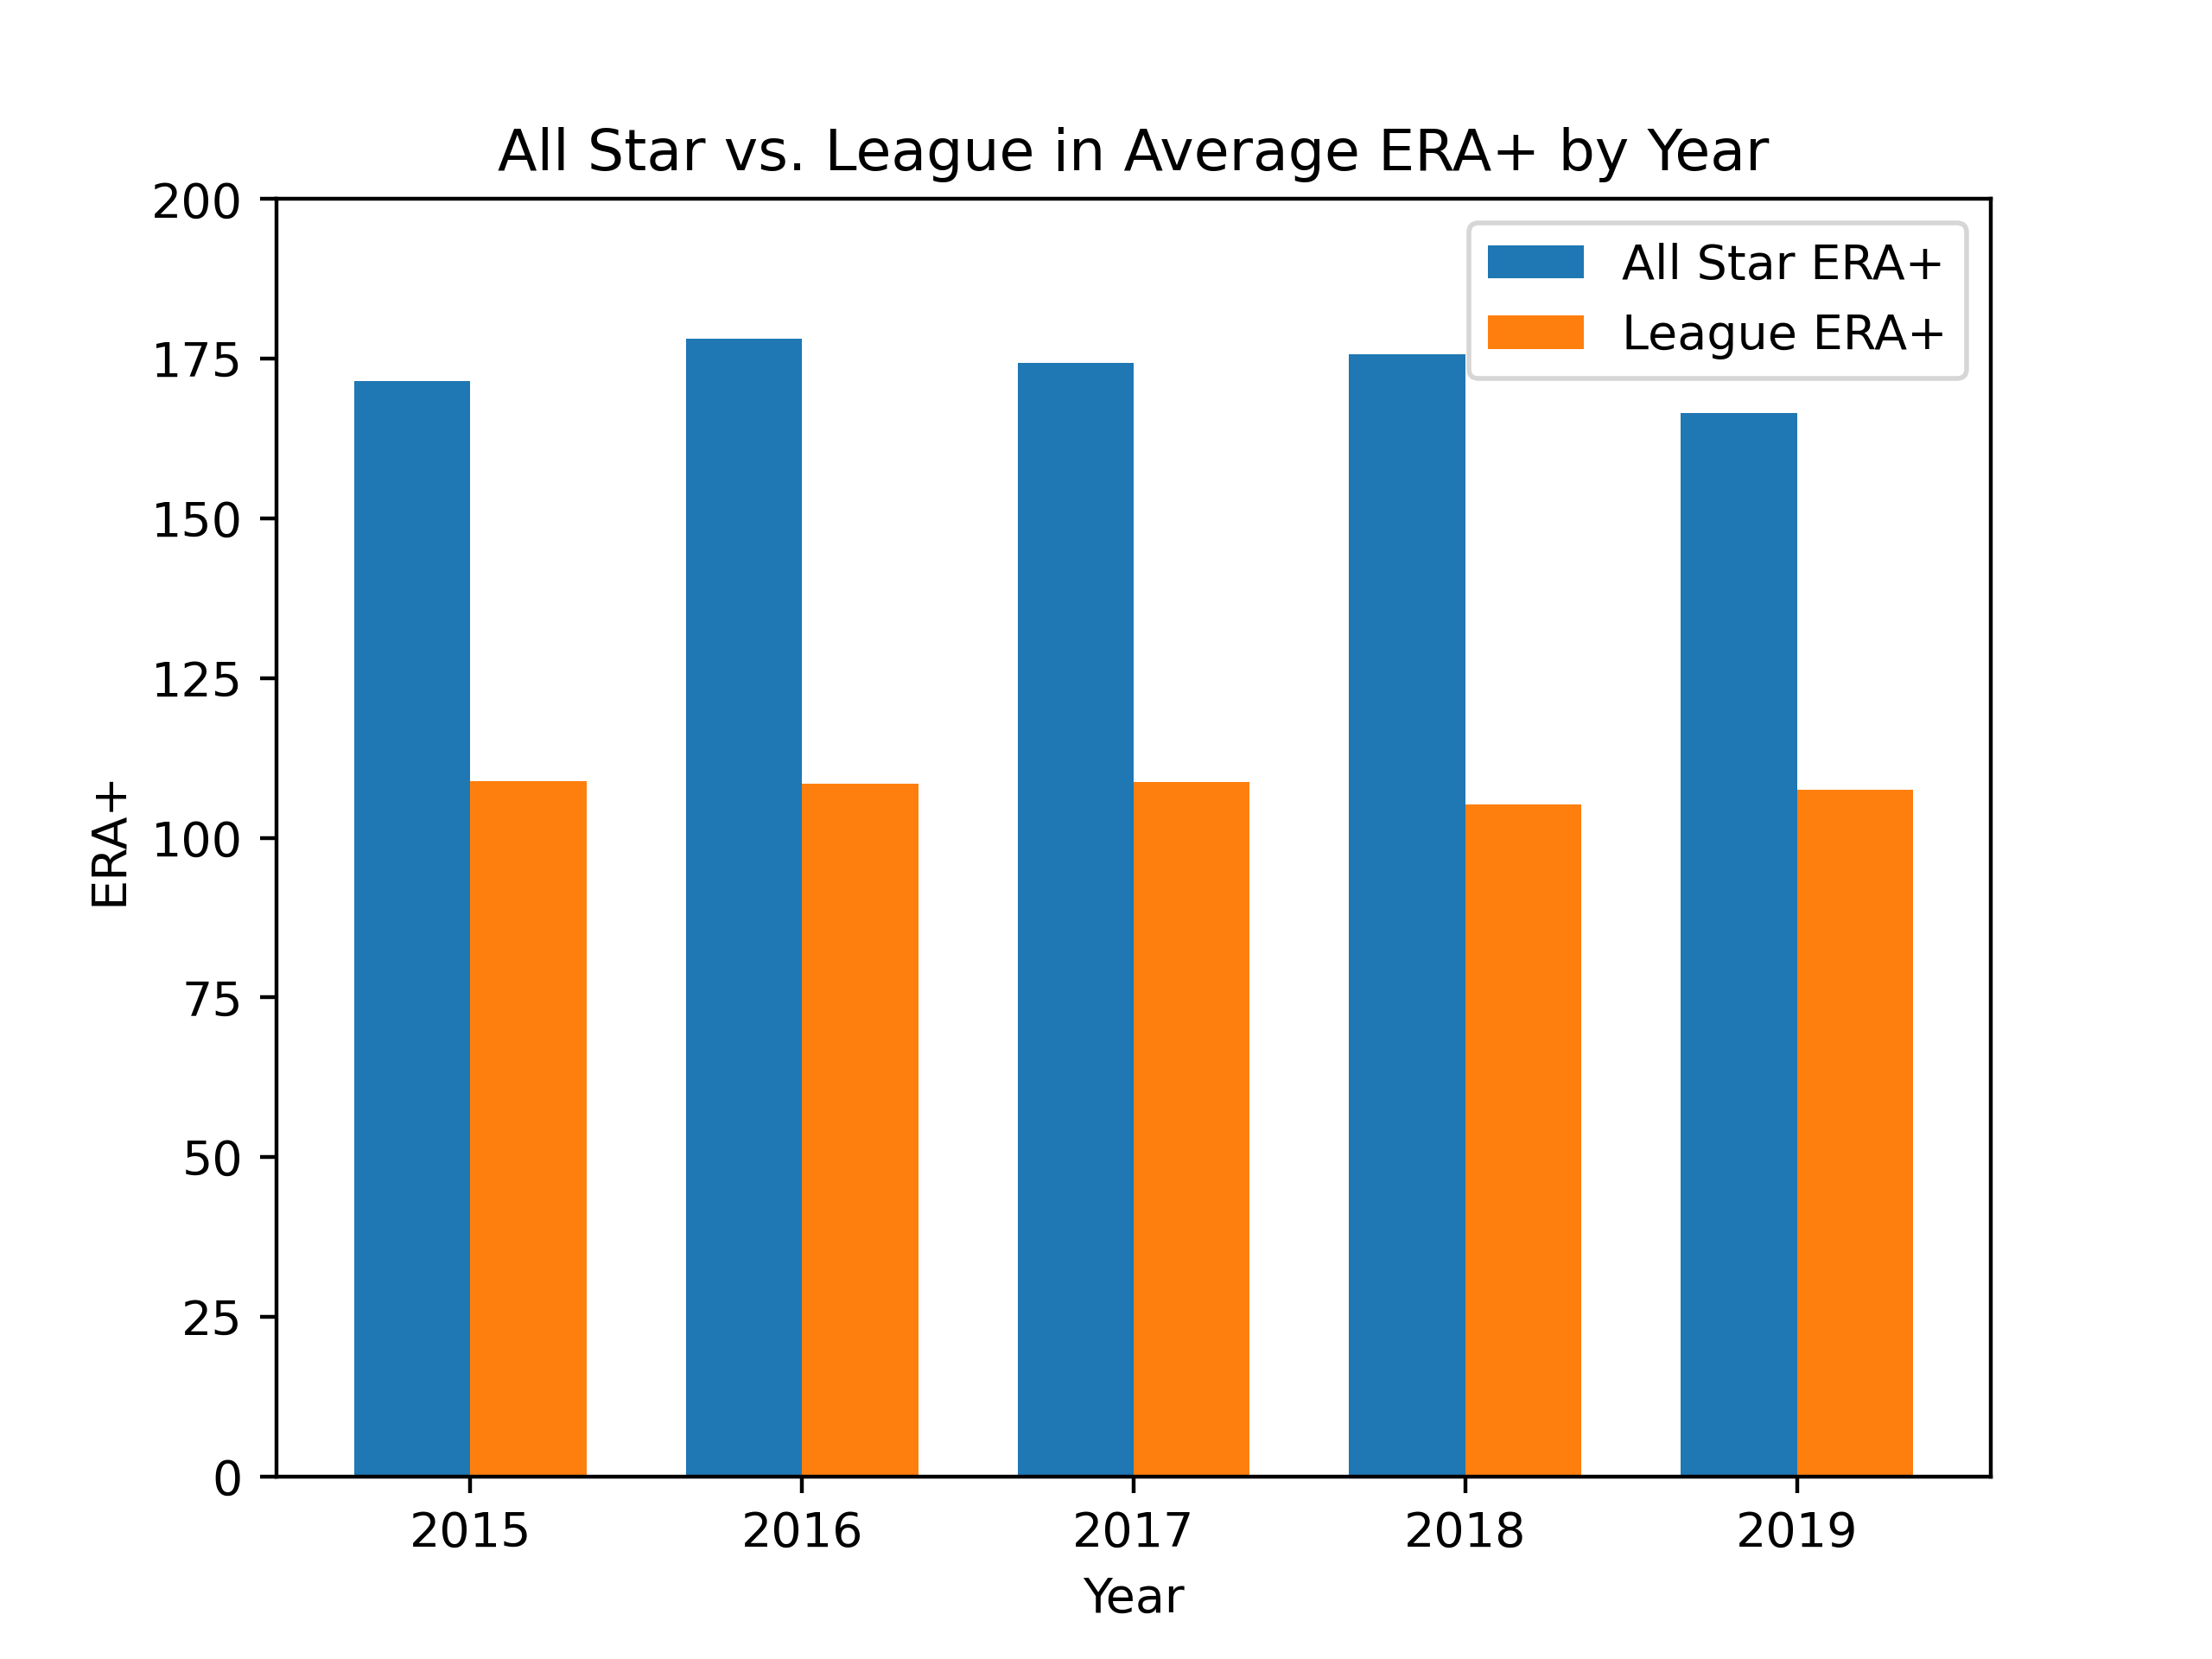 All Star vs. League in Average ERA+ by Year
200
175
150
125
100
75
50
25
0
ERA+
All Star ERA+
League ERA+
2015 2016 2017 2018 2019
Year